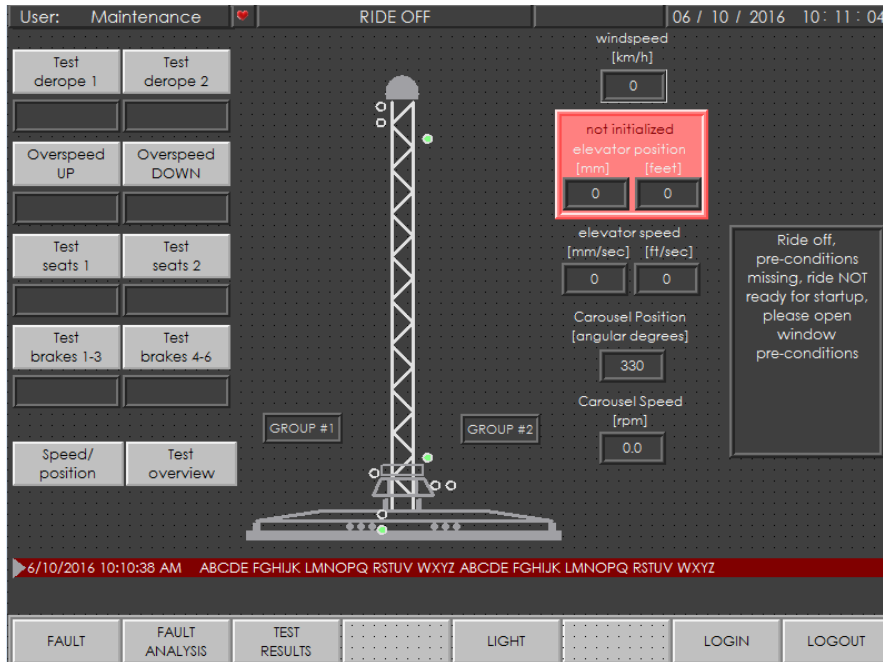 User: Maintenance
RIDE OFF
06 / 10 / 2016 10: 11 : 04
windspeed
[km/h]
0
Test
derope 1
Test
derope 2
Overspeed
UP
Overspeed
DOWN
Test
seats 1
Test
seats 2
Test
brakes 1-3
Test
brakes 4-6
Speed/
position
Test
overview
GROUP #1
GROUP #2
not initialized
elevator position
[mm] [feet]
0 0
elevator speed
[mm/sec] [ft/sec]
0 0
Carousel Position
[angular degrees]
330
Carousel Speed
[rpm]
0.0
Ride off,
pre-conditions
missing, ride NOT
ready for startup,
please open
window
pre-conditions
6/10/2016 10:10:38 AM ABCDE FGHIJK LMNOPQ RSTUV WXYZ ABCDE FGHIJK LMNOPQ RSTUV WXYZ
FAULT
FAULT
ANALYSIS
TEST
RESULTS
LIGHT
LOGIN
LOGOUT